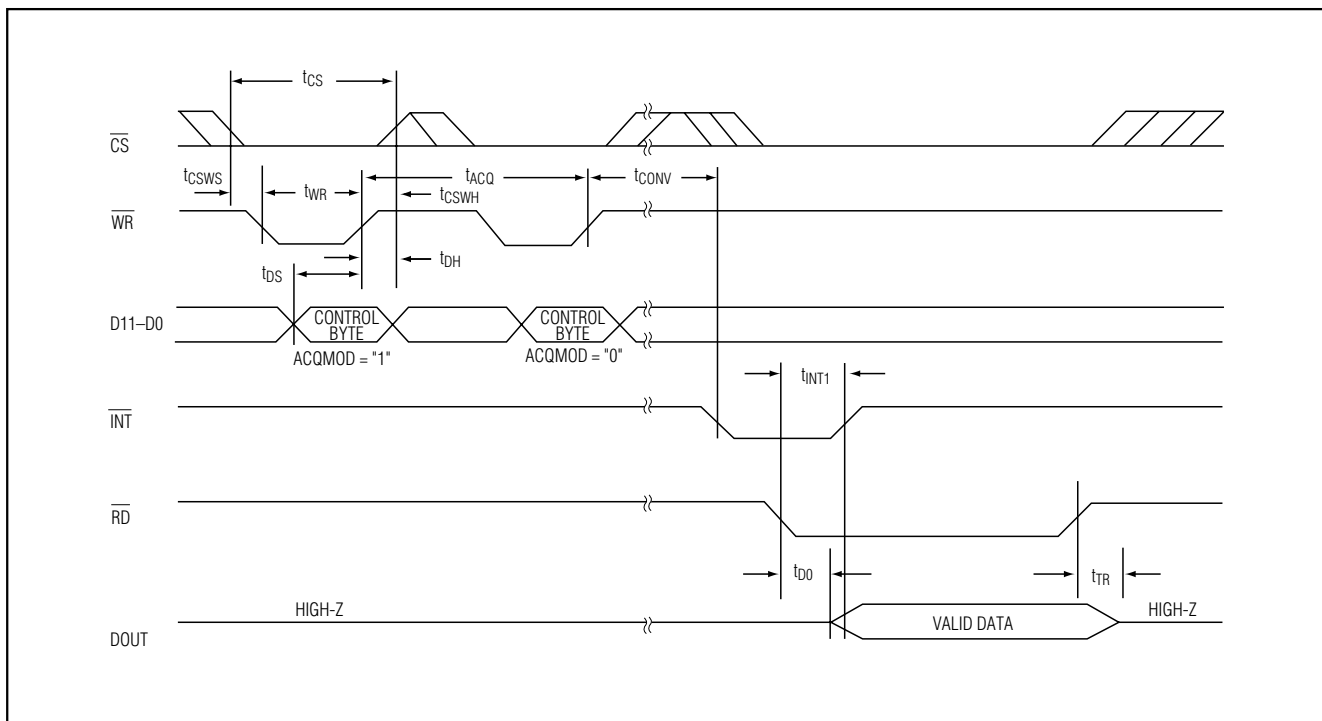 tCS
CS
tCSWS
tWR
tACQ
tCSWH
tCONV
WR
tDS
tDH
D11–D0
CONTROL
BYTE
CONTROL
BYTE
ACQMOD = "1"
ACQMOD = "0"
tINT1
INT
RD
tD0
tTR
HIGH-Z
VALID DATA
HIGH-Z
DOUT